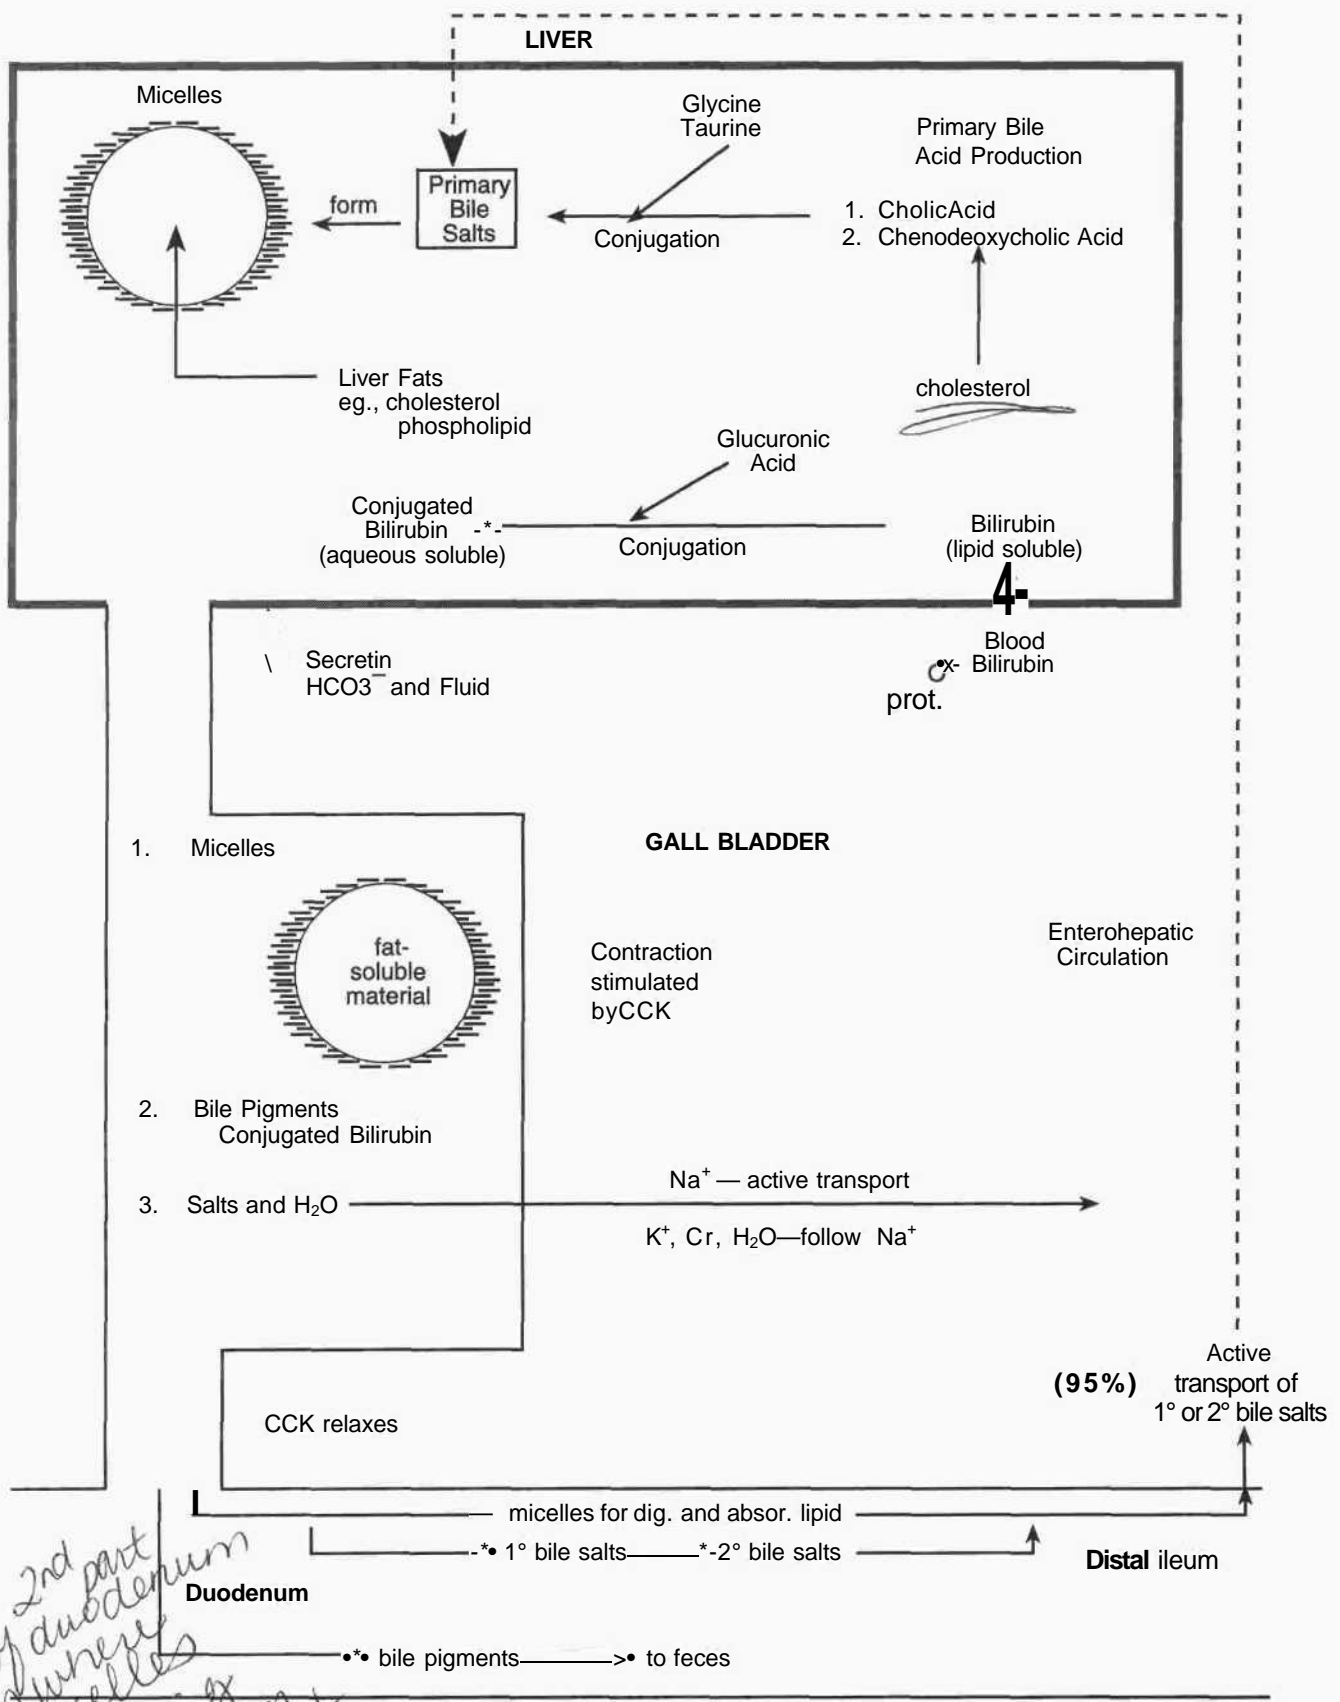 LIVER
Micelles
Glycine
Taurine
Primary Bile
Acid Production
Primary
Bile
Salts
form
Conjugation
1. CholicAcid
2. Chenodeoxycholic Acid
Liver Fats
eg., cholesterol
phospholipid
cholesterol
Glucuronic
Acid
Conjugated
Bilirubin -*-
(aqueous soluble)
Conjugation
Bilirubin
(lipid soluble)
4-
Blood
•x- Bilirubin
prot.
\ Secretin
HCO3⁻ and Fluid
1. Micelles
GALL BLADDER
fat-
soluble
material
Contraction
stimulated
byCCK
Enterohepatic
Circulation
2. Bile Pigments
Conjugated Bilirubin
3. Salts and H₂O
Na⁺ — active transport
K⁺, Cr, H₂O—follow Na⁺
(95%)
Active
transport of
1° or 2° bile salts
CCK relaxes
— micelles for dig. and absor. lipid
-*• 1° bile salts———*-2° bile salts
Distal ileum
Duodenum
•*• bile pigments———>• to feces
2nd part
of duodenum
where